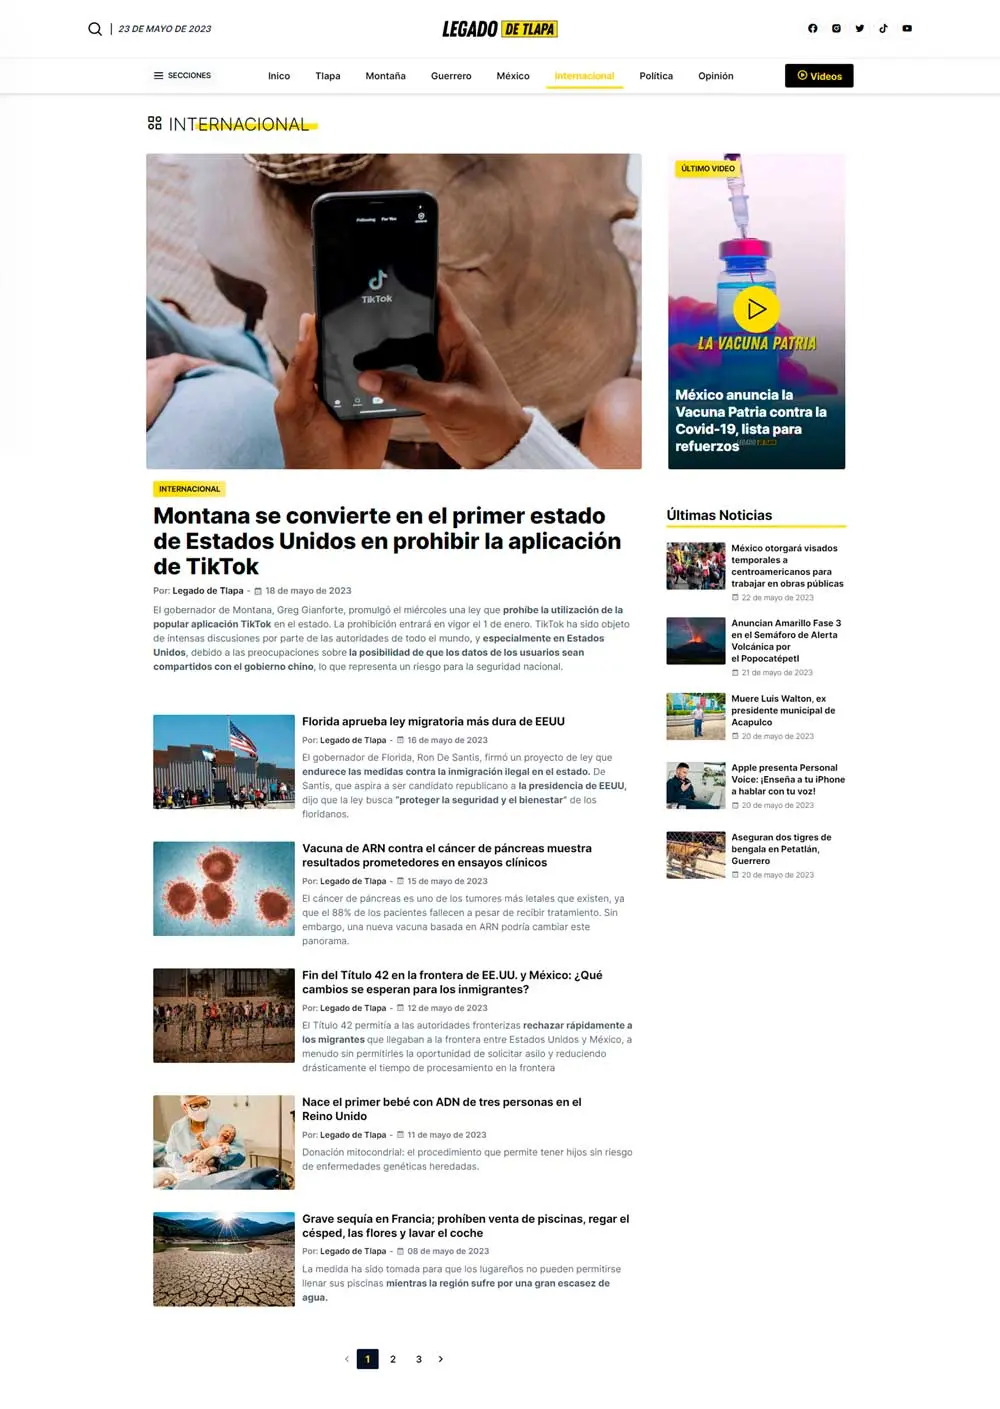 23 DE MAYO DE 2023
LEGADO DE TLAPA
SECCIONES
Inico
Tlapa
Montaña
Guerrero
México
Internacional
Política
Opinión
Videos
INTERNACIONAL
Following For You
TikTok
ÚLTIMO VIDEO
LA VACUNA PATRIA
México anuncia la
Vacuna Patria contra la
Covid-19, lista para
refuerzos
LEGADO DE TLAPA
INTERNACIONAL
Montana se convierte en el primer estado
de Estados Unidos en prohibir la aplicación
de TikTok
Por: Legado de Tlapa - 18 de mayo de 2023
El gobernador de Montana, Greg Gianforte, promulgó el miércoles una ley que prohíbe la utilización de la
popular aplicación TikTok en el estado. La prohibición entrará en vigor el 1 de enero. TikTok ha sido objeto
de intensas discusiones por parte de las autoridades de todo el mundo, y especialmente en Estados
Unidos, debido a las preocupaciones sobre la posibilidad de que los datos de los usuarios sean
compartidos con el gobierno chino, lo que representa un riesgo para la seguridad nacional.
Florida aprueba ley migratoria más dura de EEUU
Por: Legado de Tlapa - 16 de mayo de 2023
El gobernador de Florida, Ron De Santis, firmó un proyecto de ley que
endurece las medidas contra la inmigración ilegal en el estado. De
Santis, que aspira a ser candidato republicano a la presidencia de EEUU,
dijo que la ley busca "proteger la seguridad y el bienestar" de los
floridanos.
Vacuna de ARN contra el cáncer de páncreas muestra
resultados prometedores en ensayos clínicos
Por: Legado de Tlapa - 15 de mayo de 2023
El cáncer de páncreas es uno de los tumores más letales que existen, ya
que el 88% de los pacientes fallecen a pesar de recibir tratamiento. Sin
embargo, una nueva vacuna basada en ARN podría cambiar este
panorama.
Fin del Título 42 en la frontera de EE.UU. y México: ¿Qué
cambios se esperan para los inmigrantes?
Por: Legado de Tlapa - 12 de mayo de 2023
El Título 42 permitía a las autoridades fronterizas rechazar rápidamente a
los migrantes que llegaban a la frontera entre Estados Unidos y México, a
menudo sin permitirles la oportunidad de solicitar asilo y reduciendo
drásticamente el tiempo de procesamiento en la frontera
Nace el primer bebé con ADN de tres personas en el
Reino Unido
Por: Legado de Tlapa - 11 de mayo de 2023
Donación mitocondrial: el procedimiento que permite tener hijos sin riesgo
de enfermedades genéticas heredadas.
Grave sequía en Francia; prohíben venta de piscinas, regar el
césped, las flores y lavar el coche
Por: Legado de Tlapa - 08 de mayo de 2023
La medida ha sido tomada para que los lugareños no pueden permitirse
llenar sus piscinas mientras la región sufre por una gran escasez de
agua.
Últimas Noticias
México otorgará visados
temporales a
centroamericanos para
trabajar en obras públicas
22 de mayo de 2023
Anuncian Amarillo Fase 3
en el Semáforo de Alerta
Volcánica por
el Popocatépetl
21 de mayo de 2023
Muere Luis Walton, ex
presidente municipal de
Acapulco
20 de mayo de 2023
Apple presenta Personal
Voice: ¡Enseña a tu iPhone
a hablar con tu voz!
20 de mayo de 2023
Aseguran dos tigres de
bengala en Petatlán,
Guerrero
20 de mayo de 2023
1 2 3